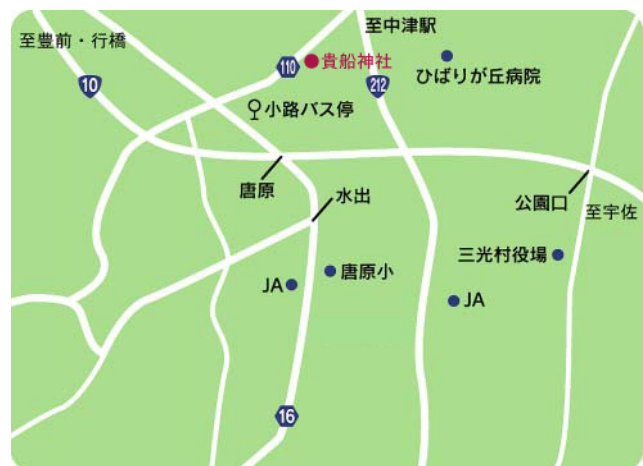 至中津駅
至豊前・行橋
貴船神社
110
ひばりが丘病院
10
212
小路バス停
唐原
水出
公園口
至宇佐
三光村役場
唐原小
JA
JA
16